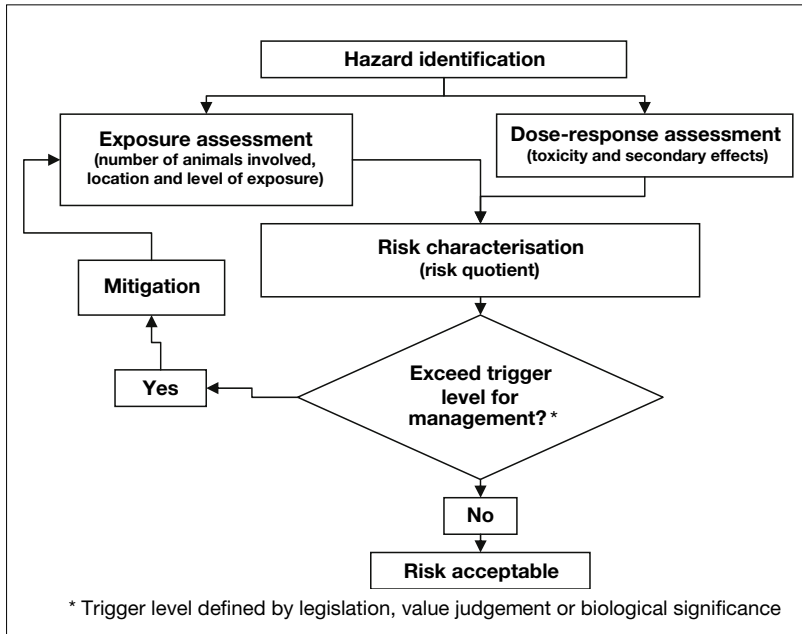 Hazard identification
Exposure assessment
(number of animals involved,
location and level of exposure)
Dose-response assessment
(toxicity and secondary effects)
Risk characterisation
(risk quotient)
Mitigation
Yes
Exceed trigger
level for
management? *
No
Risk acceptable
* Trigger level defined by legislation, value judgement or biological significance